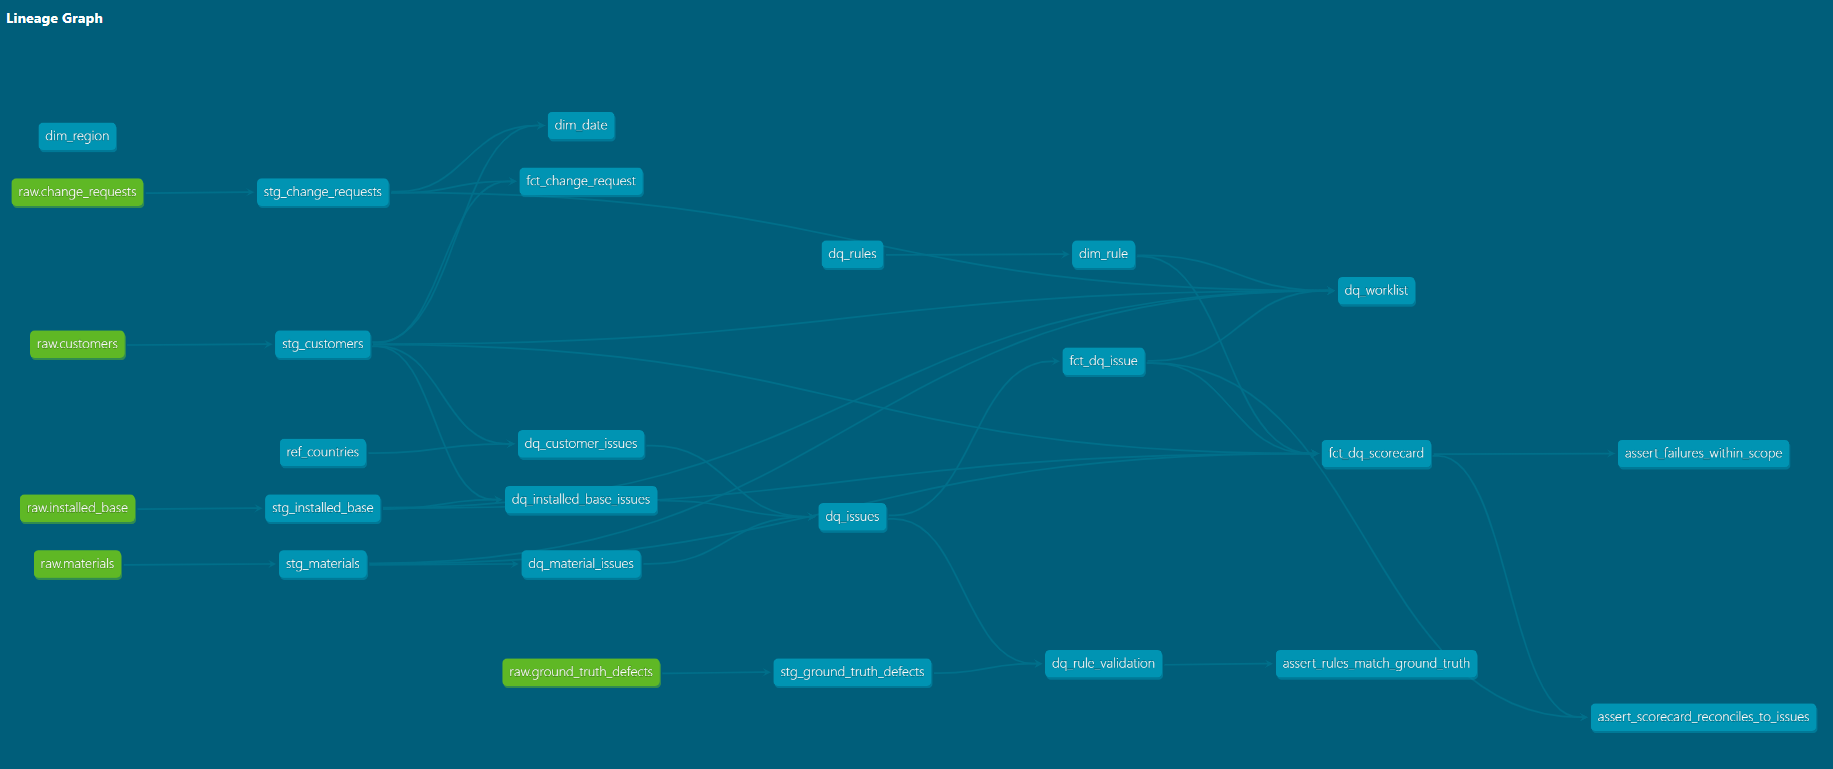 Lineage Graph
dim_region
raw.change_requests
raw.customers
raw.installed_base
raw.materials
stg_change_requests
stg_customers
ref_countries
stg_installed_base
stg_materials
dim_date
fct_change_request
dq_customer_issues
dq_installed_base_issues
dq_material_issues
raw.ground_truth_defects
dq_rules
dq_issues
stg_ground_truth_defects
dim_rule
fct_dq_issue
dq_rule_validation
dq_worklist
fct_dq_scorecard
assert_rules_match_ground_truth
assert_failures_within_scope
assert_scorecard_reconciles_to_issues